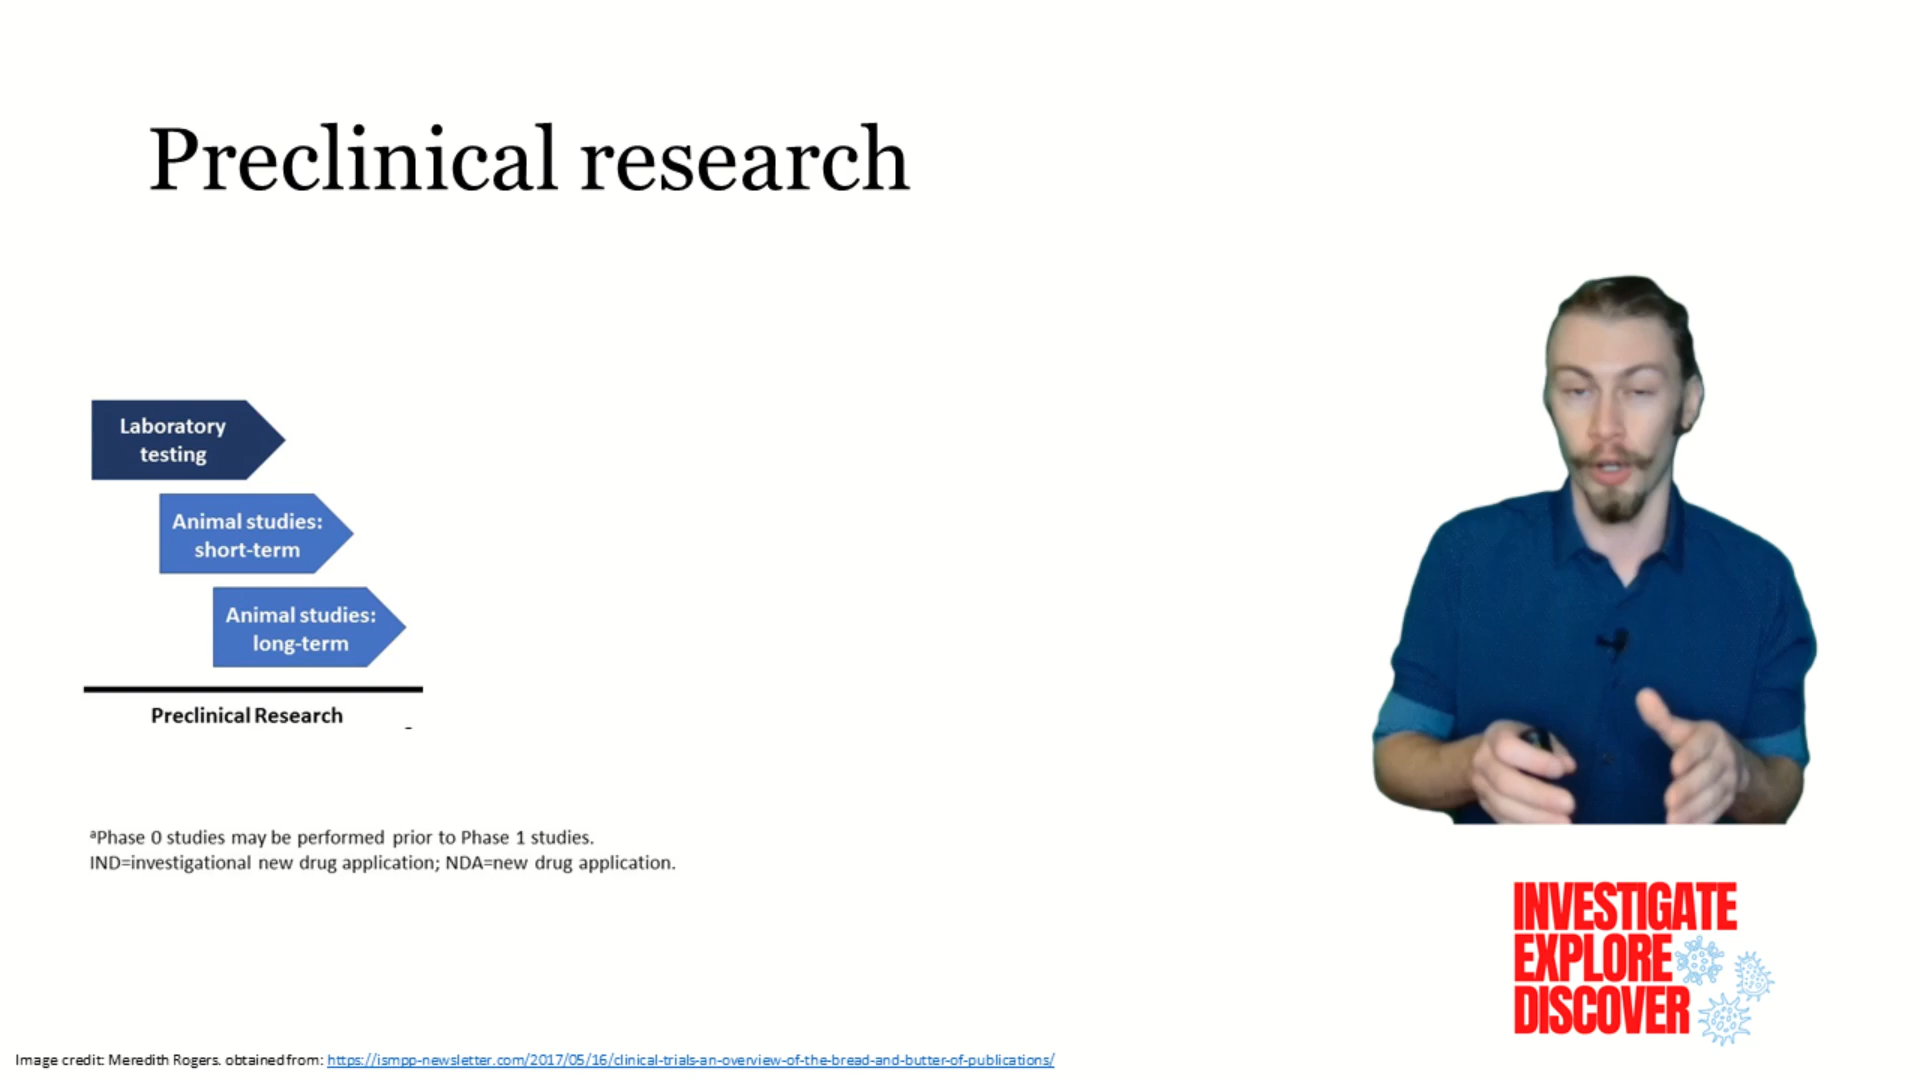 Preclinical research
Laboratory
testing
Animal studies:
short-term
Animal studies:
long-term
Preclinical Research
ᵃPhase 0 studies may be performed prior to Phase 1 studies.
IND=investigational new drug application; NDA=new drug application.
INVESTIGATE
EXPLORE
DISCOVER
Image credit: Meredith Rogers. obtained from: https://ismpp-newsletter.com/2017/05/16/clinical-trials-an-overview-of-the-bread-and-butter-of-publications/